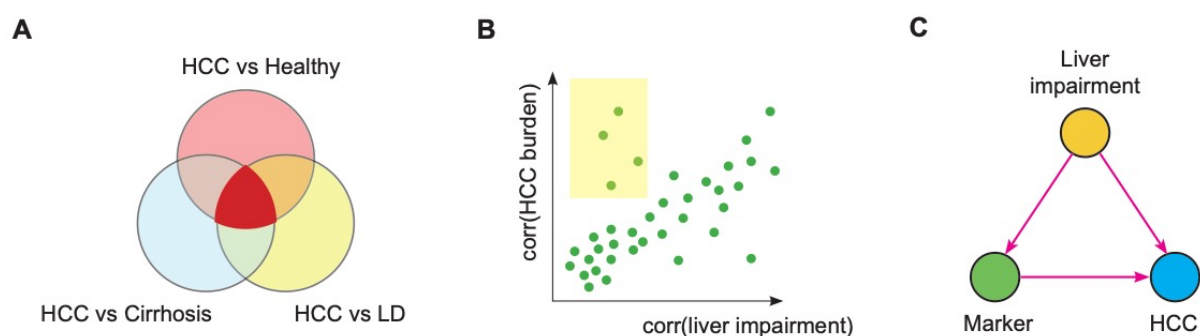 A
HCC vs Healthy
HCC vs Cirrhosis
HCC vs LD
B
corr(HCC burden)
corr(liver impairment)
C
Liver
impairment
Marker
HCC